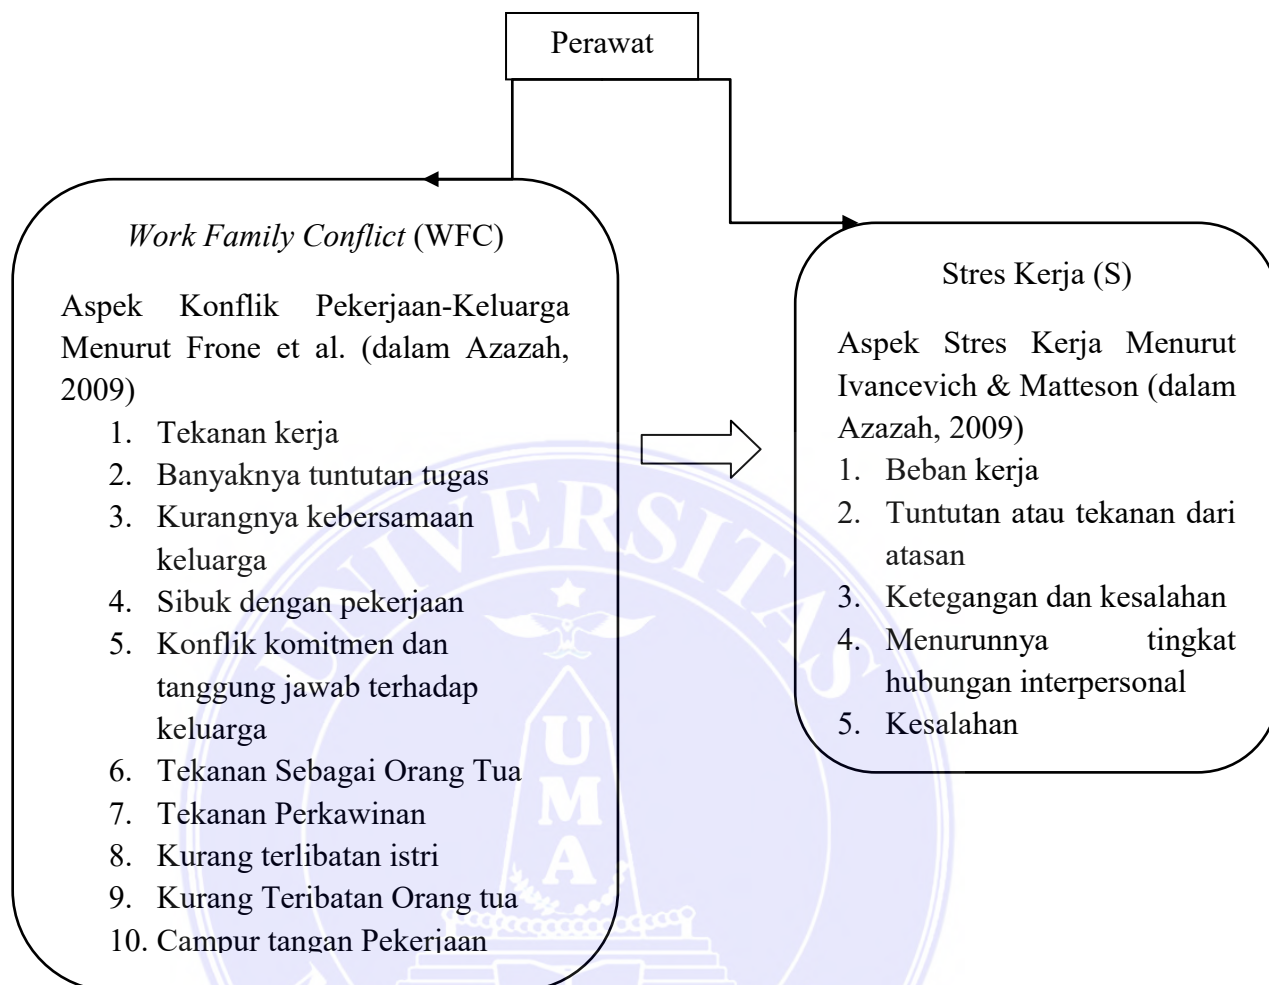 Perawat
Work Family Conflict (WFC)
Aspek Konflik Pekerjaan-Keluarga
Menurut Frone et al. (dalam Azazah,
2009)
1. Tekanan kerja
2. Banyaknya tuntutan tugas
3. Kurangnya kebersamaan
keluarga
4. Sibuk dengan pekerjaan
5. Konflik komitmen dan
tanggung jawab terhadap
keluarga
6. Tekanan Sebagai Orang Tua
7. Tekanan Perkawinan
8. Kurang terlibatan istri
9. Kurang Teribatan Orang tua
10. Campur tangan Pekerjaan
Stres Kerja (S)
Aspek Stres Kerja Menurut
Ivancevich & Matteson (dalam
Azazah, 2009)
1. Beban kerja
2. Tuntutan atau tekanan dari
atasan
3. Ketegangan dan kesalahan
4. Menurunnya tingkat
hubungan interpersonal
5. Kesalahan
UNIVERSITAS
UMA